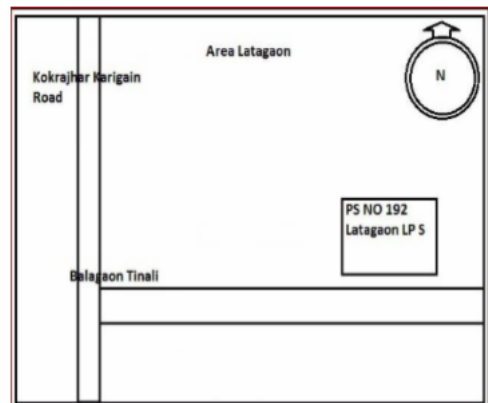 Area Latagaon
N
Kokrajhar Karigain
Road
PS NO 192
Latagaon LP S
Balagaon Tinali